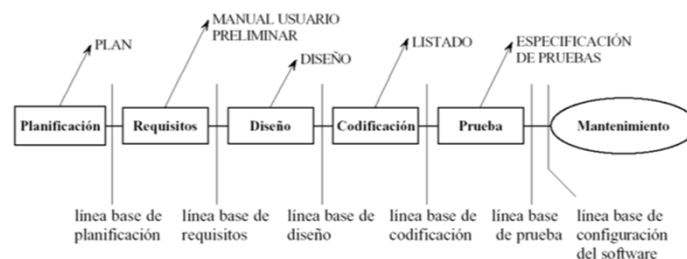 MANUAL USUARIO
PRELIMINAR
PLAN
DISEÑO
LISTADO
ESPECIFICACIÓN
DE PRUEBAS
Planificación
Requisitos
Diseño
Codificación
Prueba
Mantenimiento
línea base de
planificación
línea base de
requisitos
línea base de
diseño
línea base de
codificación
línea base
de prueba
línea base de
configuración
del software